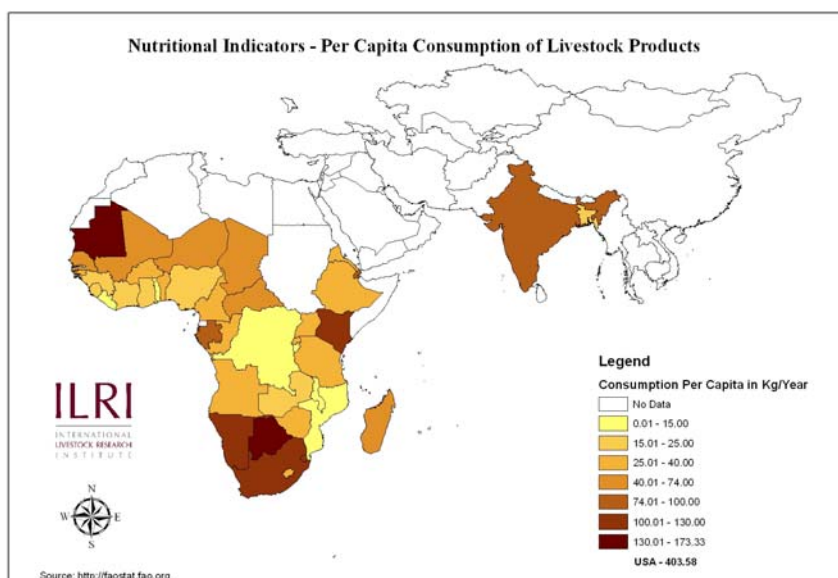 Nutritional Indicators - Per Capita Consumption of Livestock Products
Legend
Consumption Per Capita in Kg/Year
No Data
0.01 - 15.00
15.01 - 25.00
25.01 - 40.00
40.01 - 74.00
74.01 - 100.00
100.01 - 130.00
130.01 - 173.33
USA - 403.58
ILRI
INTERNATIONAL
LIVESTOCK RESEARCH
INSTITUTE
N
W E
S
Source: http://faostat.fao.org